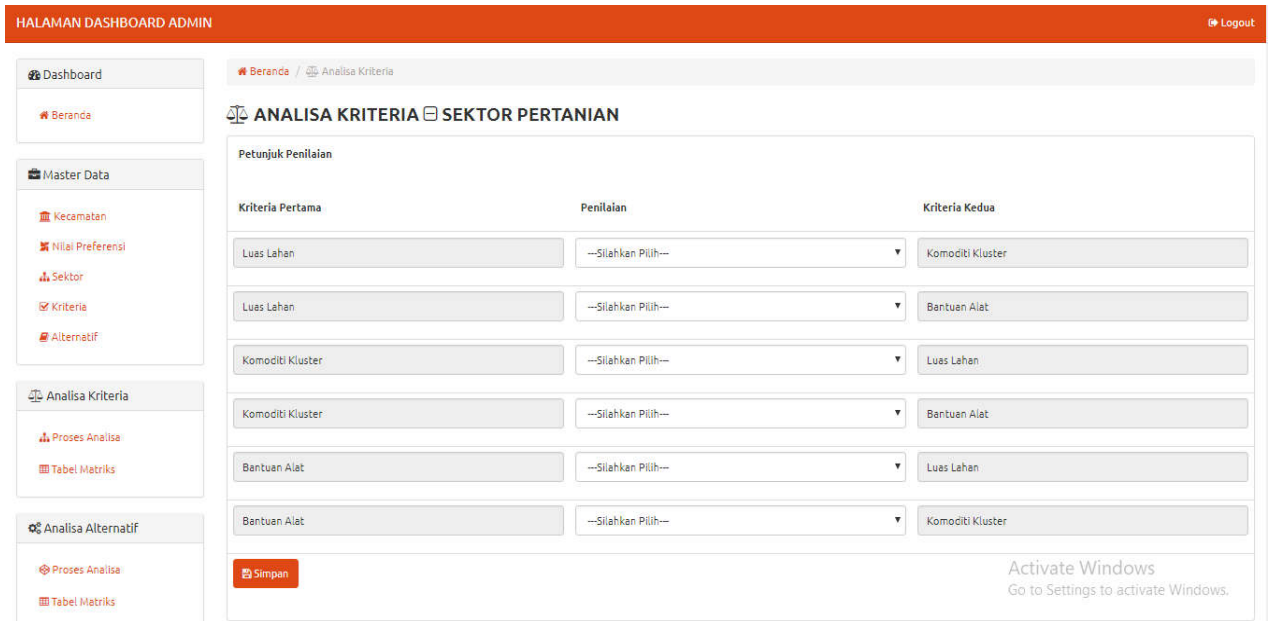 HALAMAN DASHBOARD ADMIN
Logout
Dashboard
Beranda
Master Data
Kecamatan
Nilai Preferensi
Sektor
Kriteria
Alternatif
Analisa Kriteria
Proses Analisa
Tabel Matriks
Analisa Alternatif
Proses Analisa
Tabel Matriks
Beranda / Analisa Kriteria
ANALISA KRITERIA SEKTOR PERTANIAN
Petunjuk Penilaian
Kriteria Pertama Penilaian Kriteria Kedua
Luas Lahan ---Silahkan Pilih--- Komoditi Kluster
Luas Lahan ---Silahkan Pilih--- Bantuan Alat
Komoditi Kluster ---Silahkan Pilih--- Luas Lahan
Komoditi Kluster ---Silahkan Pilih--- Bantuan Alat
Bantuan Alat ---Silahkan Pilih--- Luas Lahan
Bantuan Alat ---Silahkan Pilih--- Komoditi Kluster
Simpan
Activate Windows
Go to Settings to activate Windows.